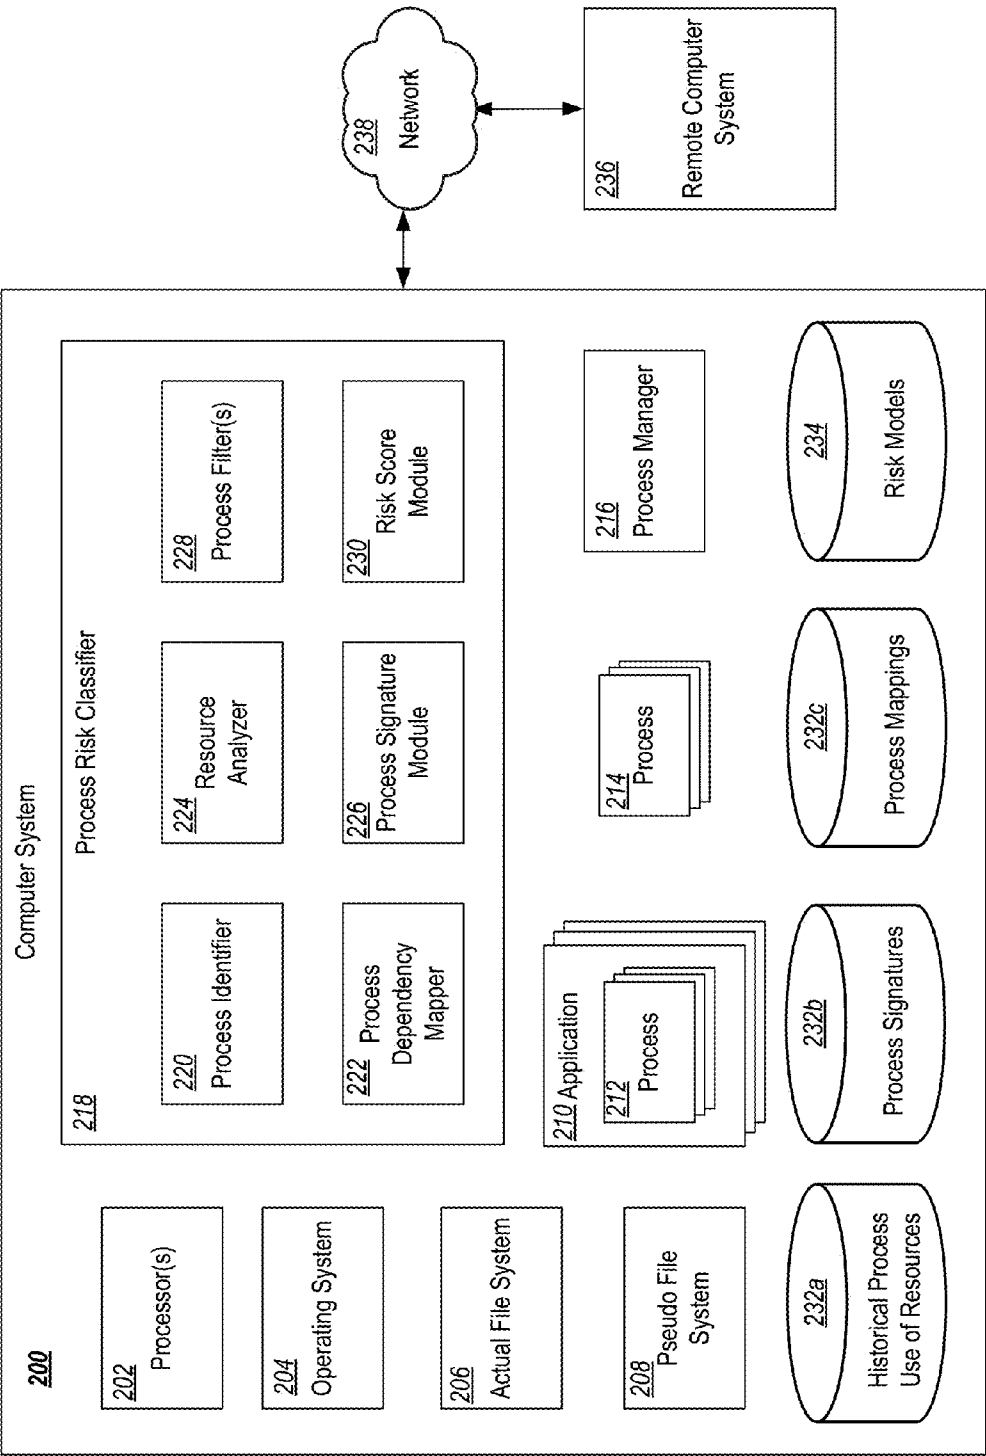 200
Computer System
202
Processor(s)
204
Operating System
206
Actual File System
208
Pseudo File
System
218
Process Risk Classifier
220
Process Identifier
224
Resource
Analyzer
228
Process Filter(s)
222 Process
Dependency
Mapper
226
Process Signature
Module
230 Risk Score
Module
210 Application
212
Process
214
Process
216
Process Manager
232a
Historical Process
Use of Resources
232b
Process Signatures
232c
Process Mappings
234
Risk Models
238
Network
236
Remote Computer
System